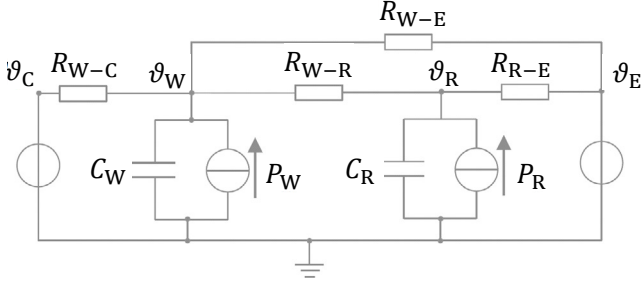 R_W−E
ϑ_C R_W−C ϑ_W R_W−R ϑ_R R_R−E ϑ_E
C_W P_W C_R P_R